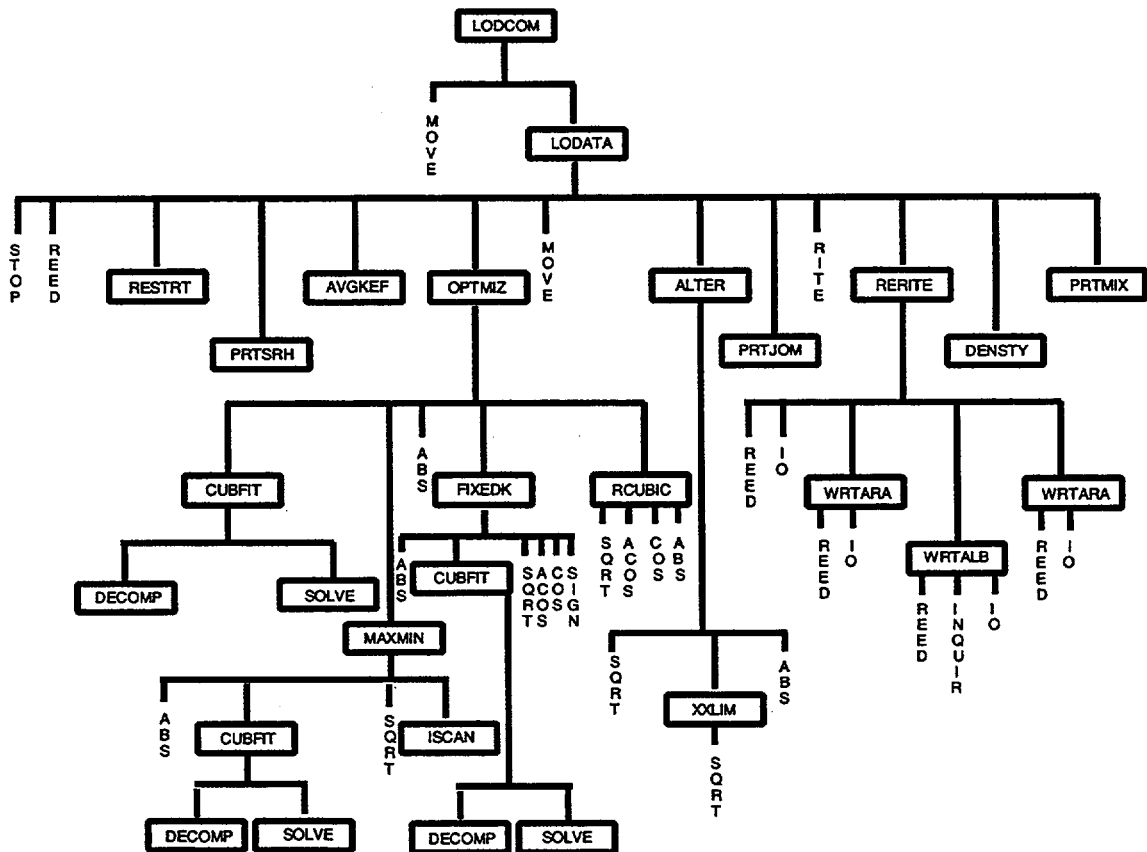 LODCOM
MOVE
LODATA
STOP
REED
RESTRT
PRTSRH
AVGKEF
OPTMIZ
MOVE
ALTER
PRTJOM
RITE
RERITE
DENSTY
PRTMIX
CUBFIT
ABS
FIXEDK
RCUBIC
REED
IO
WRTARA
WRTALB
WRTARA
DECOMP
SOLVE
MAXMIN
ABS
CUBFIT
SQRT
ACOS
COS
SIGN
SQRT
ACOS
COS
ABS
REED
IO
REED
INQUIR
IO
REED
IO
ABS
CUBFIT
SQRT
ISCAN
SQRT
XXLIM
ABS
SQRT
DECOMP
SOLVE
DECOMP
SOLVE